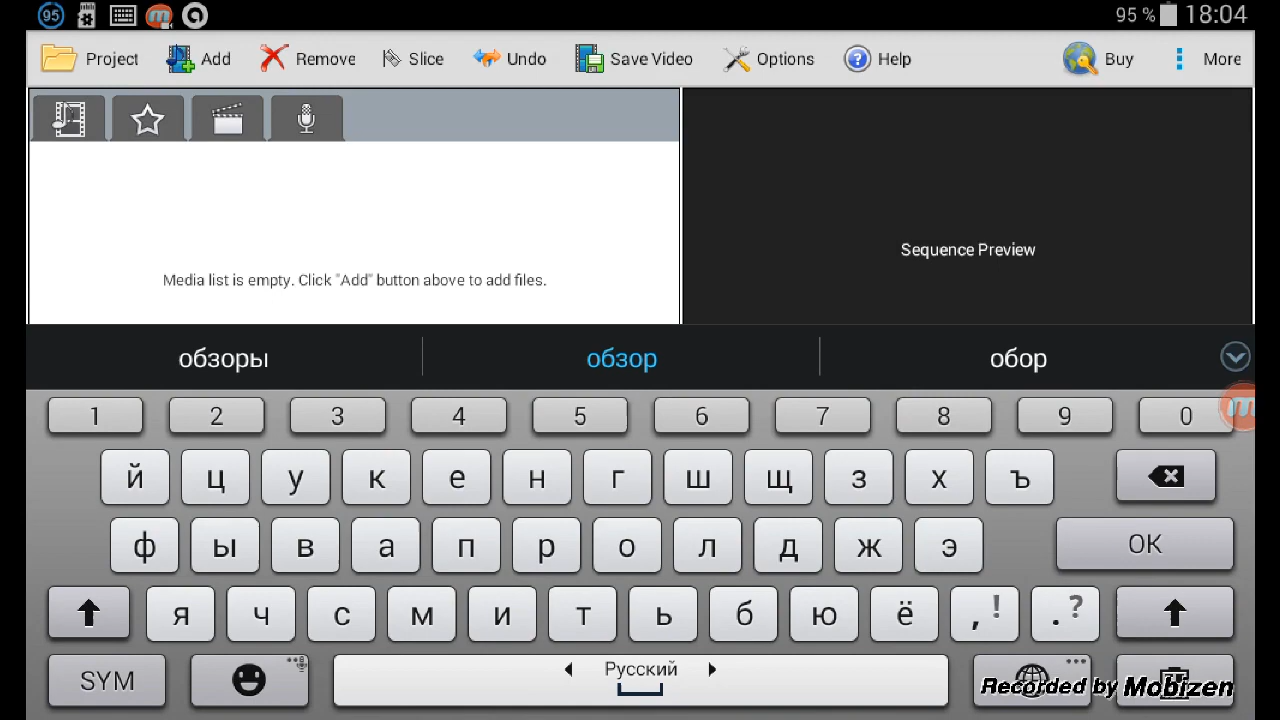 95 95 % 18:04
Project Add Remove Slice Undo Save Video Options Help Buy More
Sequence Preview
Media list is empty. Click "Add" button above to add files.
обзоры обзор обор
1 2 3 4 5 6 7 8 9 0
й ц у к е н г ш щ з х ъ
ф ы в а п р о л д ж э OK
я ч с м и т ь б ю ё , ! . ?
SYM Русский
Recorded by Mobizen